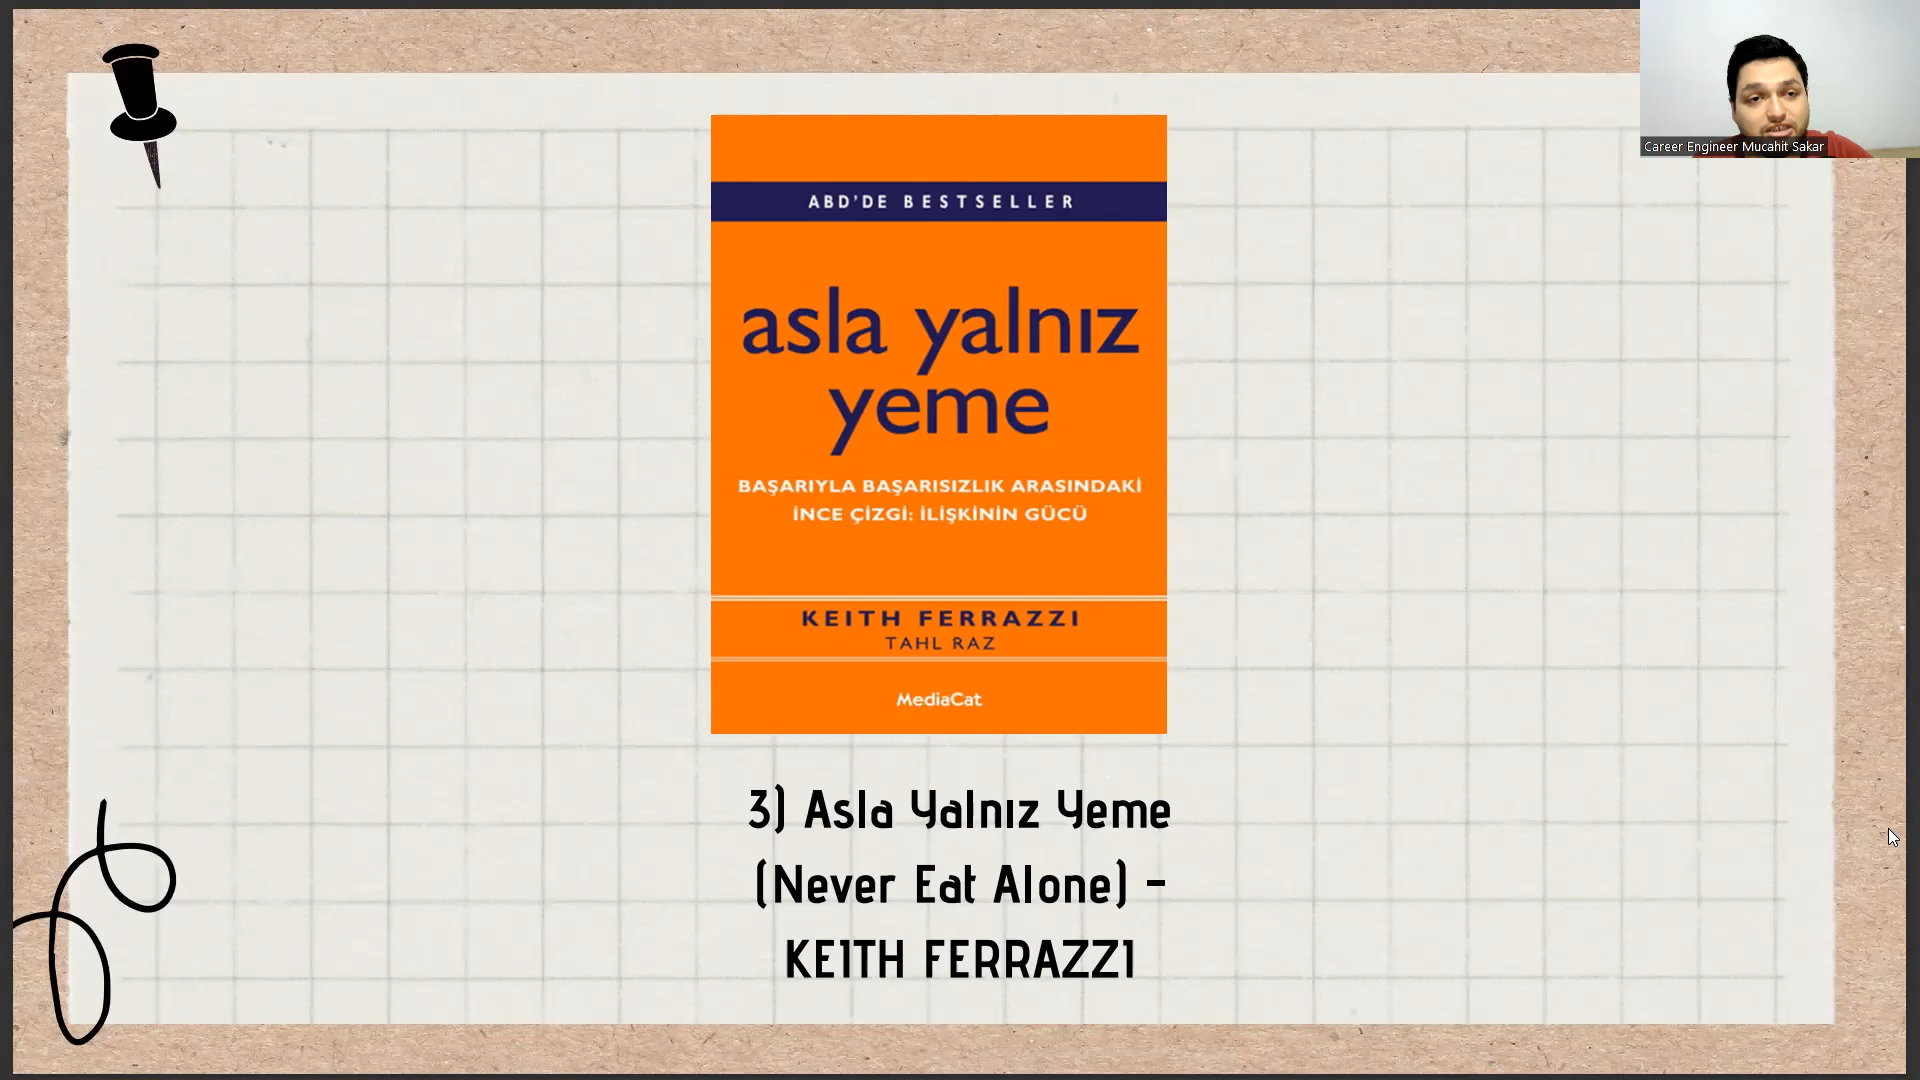 Career Engineer Mucahit Sakar
ABD'DE BESTSELLER
asla yalnız
yeme
BAŞARIYLA BAŞARISIZLIK ARASINDAKİ
İNCE ÇİZGİ: İLİŞKİNİN GÜCÜ
KEITH FERRAZZI
TAHL RAZ
MediaCat
3) Asla Yalnız Yeme
(Never Eat Alone) -
KEITH FERRAZZI